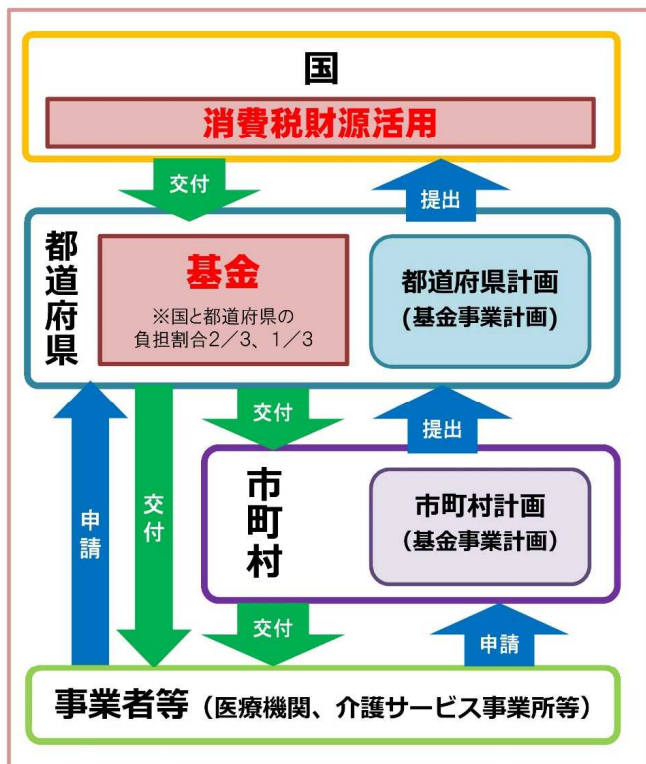 国
消費税財源活用
交付
提出
都道府県
基金
※国と都道府県の
負担割合2/3、1/3
都道府県計画
(基金事業計画)
交付
提出
申請
交付
市町村
市町村計画
(基金事業計画)
交付
申請
事業者等（医療機関、介護サービス事業所等）